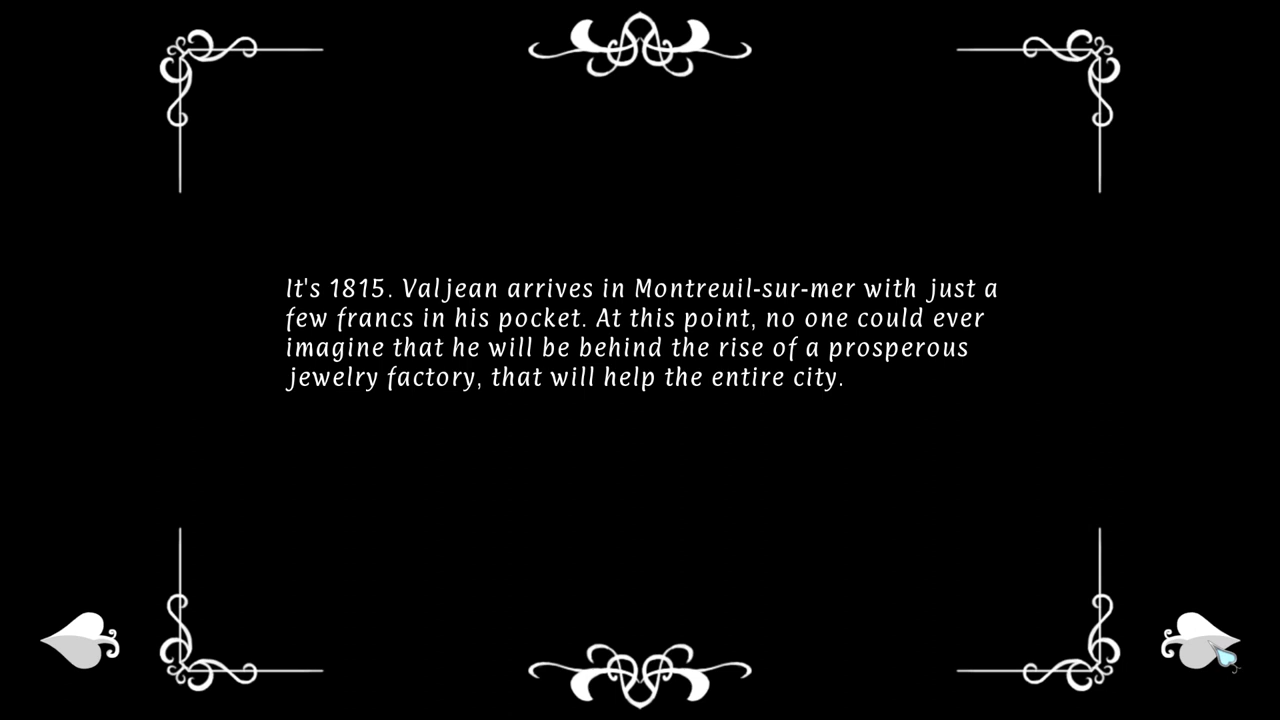 It's 1815. Valjean arrives in Montreuil-sur-mer with just a
few francs in his pocket. At this point, no one could ever
imagine that he will be behind the rise of a prosperous
jewelry factory, that will help the entire city.